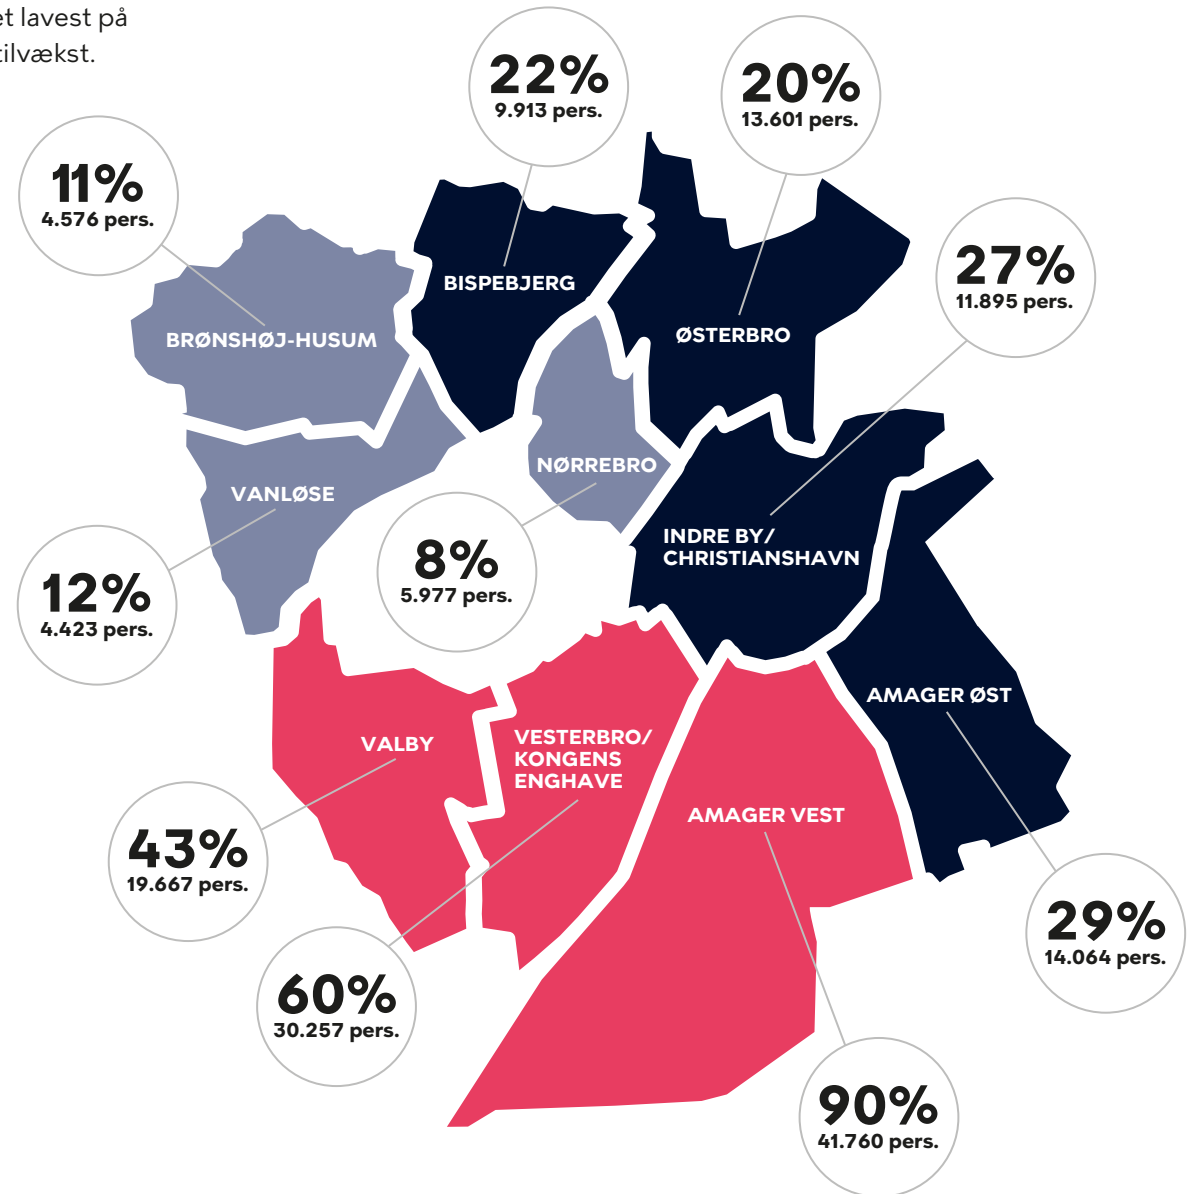 et lavest på
tilvækst.
22%
9.913 pers.
20%
13.601 pers.
11%
4.576 pers.
27%
11.895 pers.
BISPEBJERG
BRØNSHØJ-HUSUM
ØSTERBRO
NØRREBRO
VANLØSE
INDRE BY/
CHRISTIANSHAVN
8%
5.977 pers.
12%
4.423 pers.
AMAGER ØST
VALBY
VESTERBRO/
KONGENS
ENGHAVE
AMAGER VEST
43%
19.667 pers.
29%
14.064 pers.
60%
30.257 pers.
90%
41.760 pers.